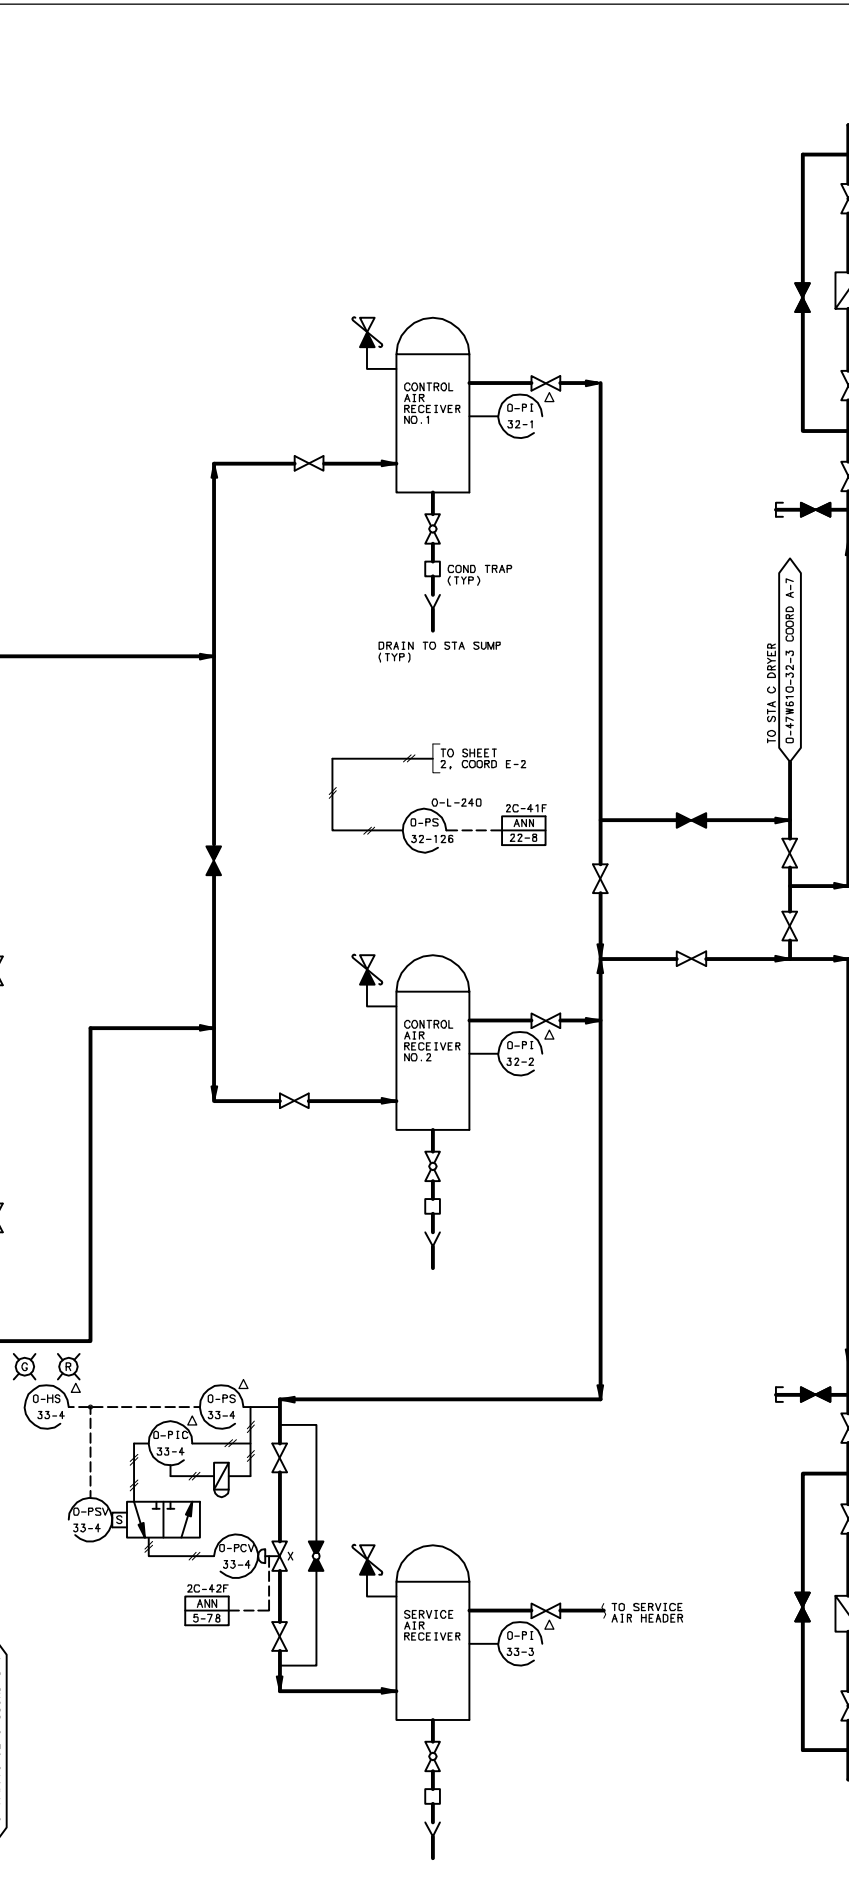 CONTROL
AIR
RECEIVER
NO.1
0-PI
32-1
COND TRAP
(TYP)
DRAIN TO STA SUMP
(TYP)
TO STA C DRYER
0-47W610-32-3 COORD A-7
TO SHEET
2, COORD E-2
0-L-240
0-PS
32-126
2C-41F
ANN
22-8
CONTROL
AIR
RECEIVER
NO.2
0-PI
32-2
G
R
0-HS
33-4
0-PS
33-4
0-PIC
33-4
0-PSV
33-4
S
0-PCV
33-4
X
2C-42F
ANN
5-78
SERVICE
AIR
RECEIVER
0-PI
33-3
TO SERVICE
AIR HEADER